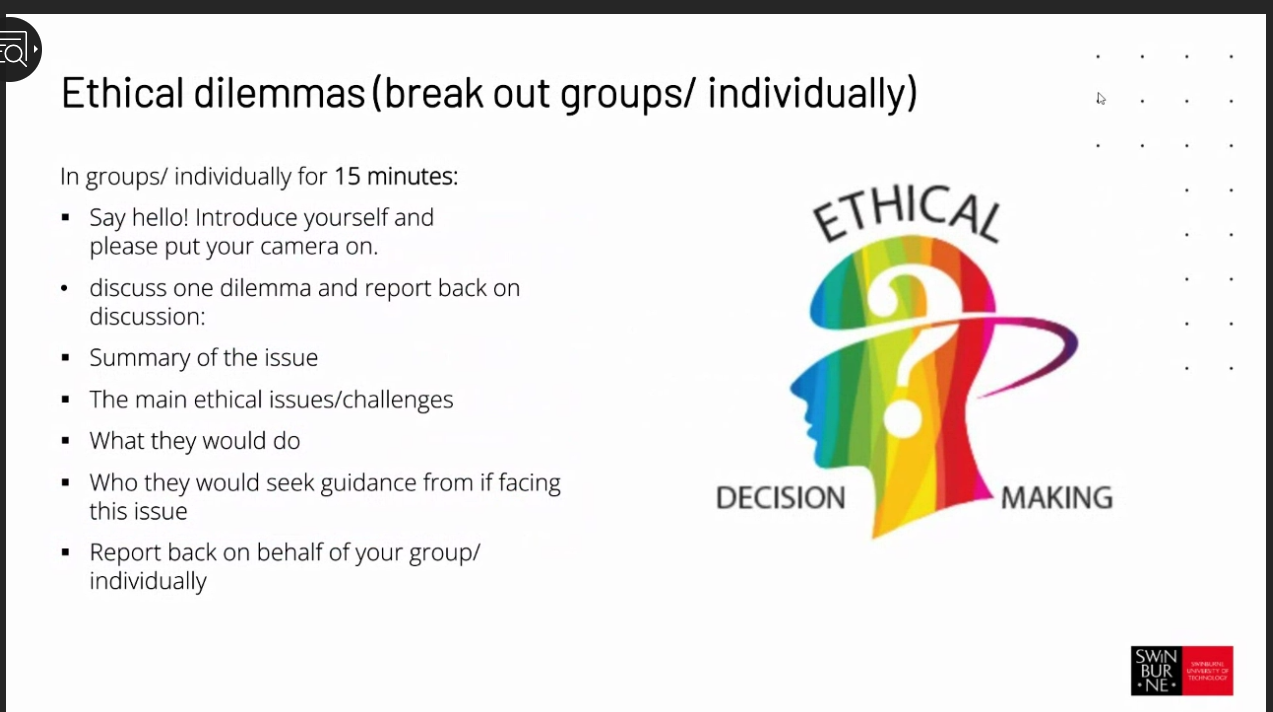 Ethical dilemmas (break out groups/ individually)
In groups/ individually for 15 minutes:
▪ Say hello! Introduce yourself and
please put your camera on.
• discuss one dilemma and report back on
discussion:
▪ Summary of the issue
▪ The main ethical issues/challenges
▪ What they would do
▪ Who they would seek guidance from if facing
this issue
▪ Report back on behalf of your group/
individually
ETHICAL
?
DECISION MAKING
SWiN
BUR
• NE •
SWINBURNE
UNIVERSITY OF
TECHNOLOGY